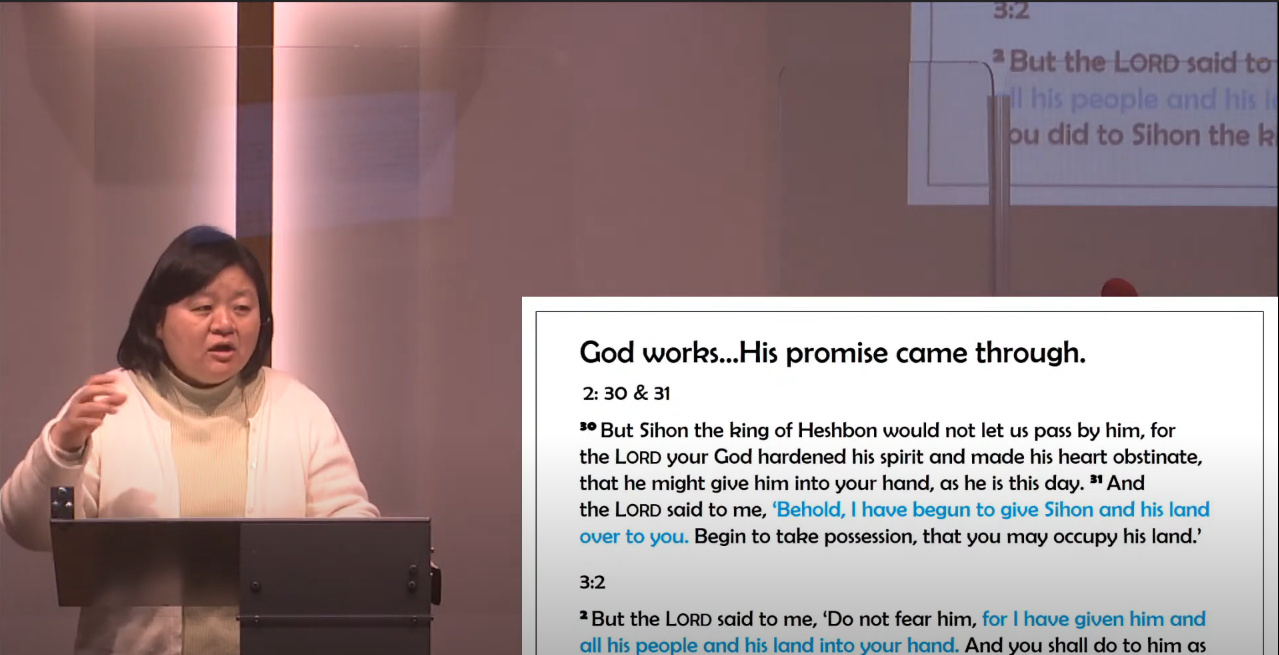 3:2
2 But the LORD said to
all his people and his l
you did to Sihon the k
God works...His promise came through.
2: 30 & 31
30 But Sihon the king of Heshbon would not let us pass by him, for
the LORD your God hardened his spirit and made his heart obstinate,
that he might give him into your hand, as he is this day. 31 And
the LORD said to me, ‘Behold, I have begun to give Sihon and his land
over to you. Begin to take possession, that you may occupy his land.’
3:2
2 But the LORD said to me, ‘Do not fear him, for I have given him and
all his people and his land into your hand. And you shall do to him as